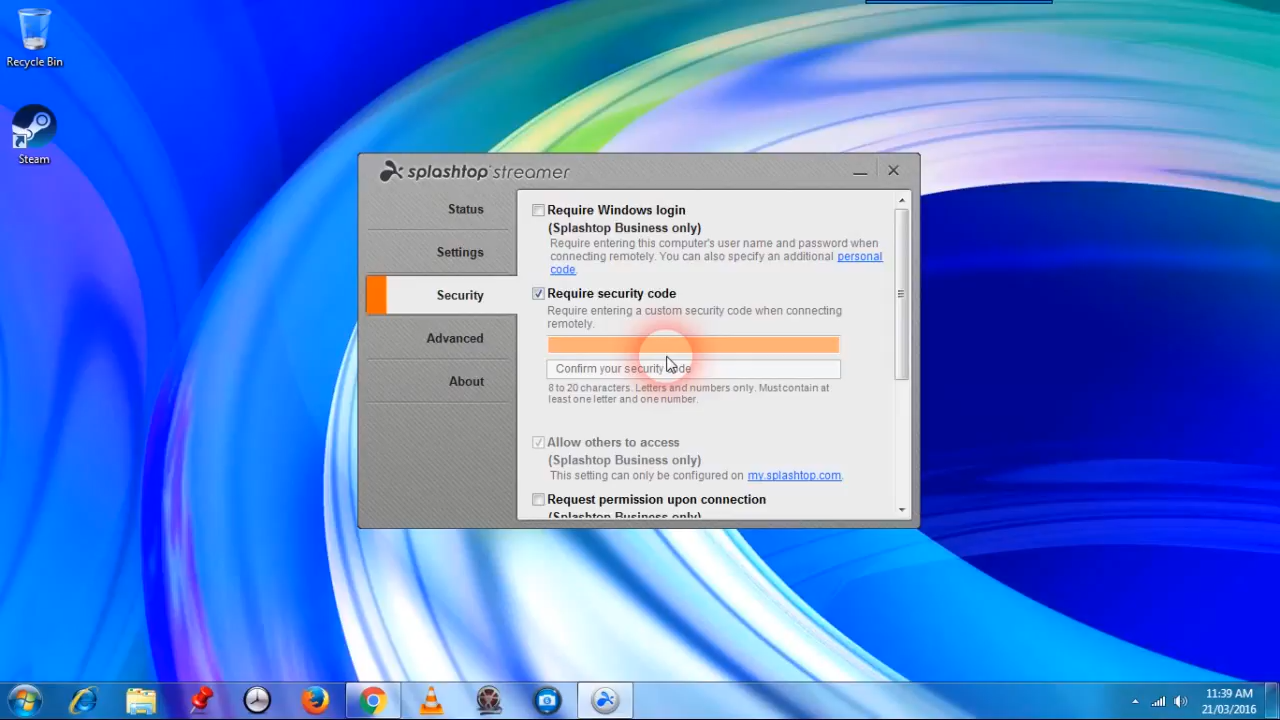 Recycle Bin
Steam
splashtop streamer
Status
Settings
Security
Advanced
About
Require Windows login
(Splashtop Business only)
Require entering this computer's user name and password when
connecting remotely. You can also specify an additional personal
code.
Require security code
Require entering a custom security code when connecting
remotely.
Confirm your security code
8 to 20 characters. Letters and numbers only. Must contain at
least one letter and one number.
Allow others to access
(Splashtop Business only)
This setting can only be configured on my.splashtop.com.
Request permission upon connection
(Splashtop Business only)
11:39 AM
21/03/2016